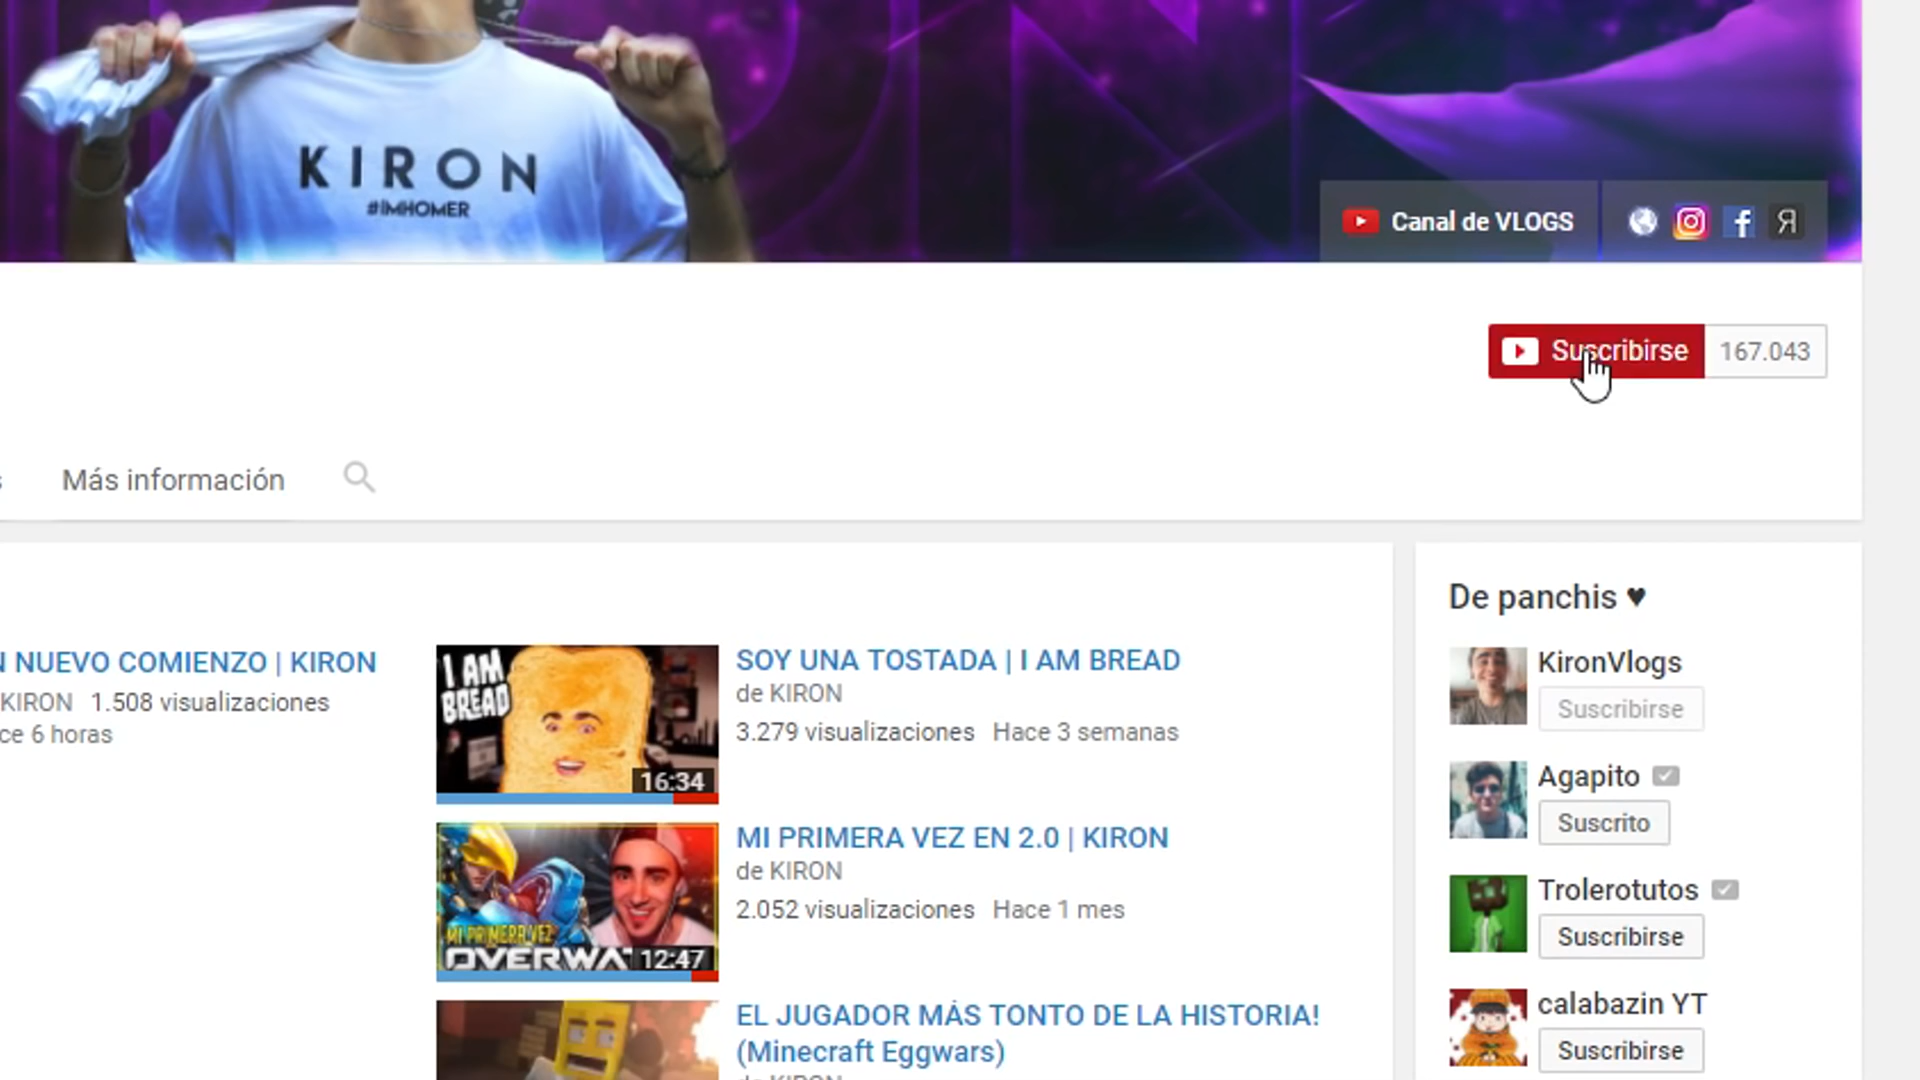 KIRON
#IMHOMER
Canal de VLOGS
Suscribirse 167.043
Más información
N NUEVO COMIENZO | KIRON
KIRON 1.508 visualizaciones
ce 6 horas
I AM
BREAD
16:34
SOY UNA TOSTADA | I AM BREAD
de KIRON
3.279 visualizaciones Hace 3 semanas
MI PRIMERA VEZ
OVERWAT
12:47
MI PRIMERA VEZ EN 2.0 | KIRON
de KIRON
2.052 visualizaciones Hace 1 mes
EL JUGADOR MÁS TONTO DE LA HISTORIA!
(Minecraft Eggwars)
de KIRON
De panchis ♥
KironVlogs
Suscribirse
Agapito
Suscrito
Trolerotutos
Suscribirse
calabazin YT
Suscribirse